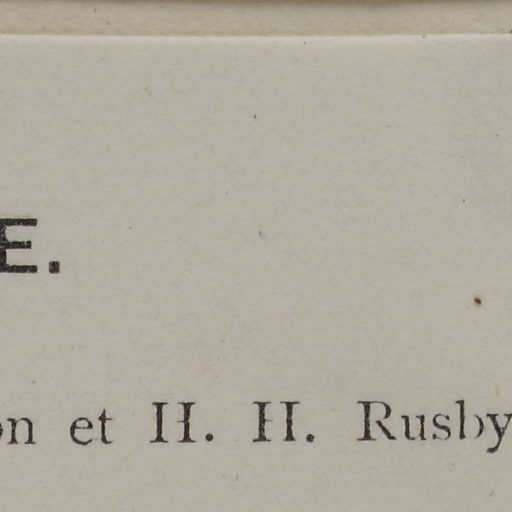 E.
on et H. H. Rusby